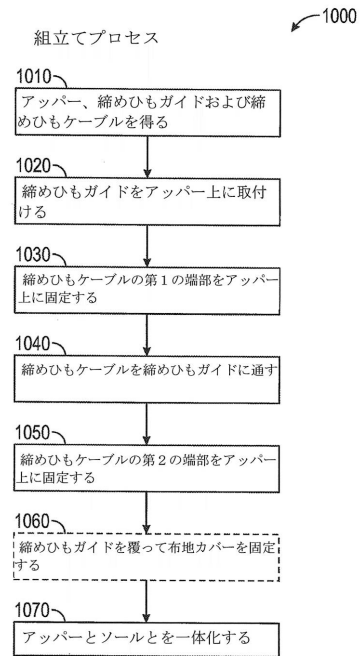 1000
組立てプロセス
1010
アッパー、締めひもガイドおよび締
めひもケーブルを得る
1020
締めひもガイドをアッパー上に取付
ける
1030
締めひもケーブルの第1の端部をアッパー
上に固定する
1040
締めひもケーブルを締めひもガイドに通す
1050
締めひもケーブルの第2の端部をアッパー
上に固定する
1060
締めひもガイドを覆って布地カバーを固定
する
1070
アッパーとソールとを一体化する